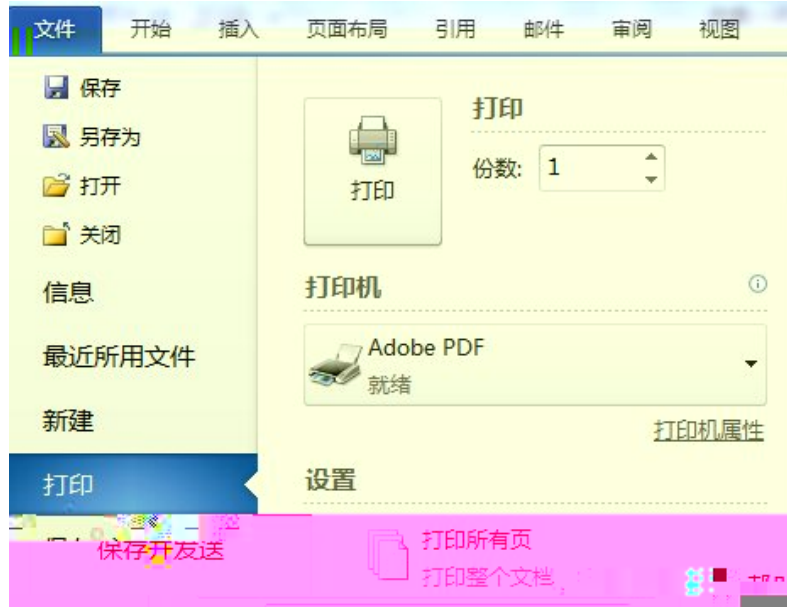 文件 开始 插入 页面布局 引用 邮件 审阅 视图
保存
另存为
打开
关闭
信息
最近所用文件
新建
打印
保存并发送
打印
打印
份数: 1
打印机
Adobe PDF
就绪
打印机属性
设置
打印所有页
打印整个文档